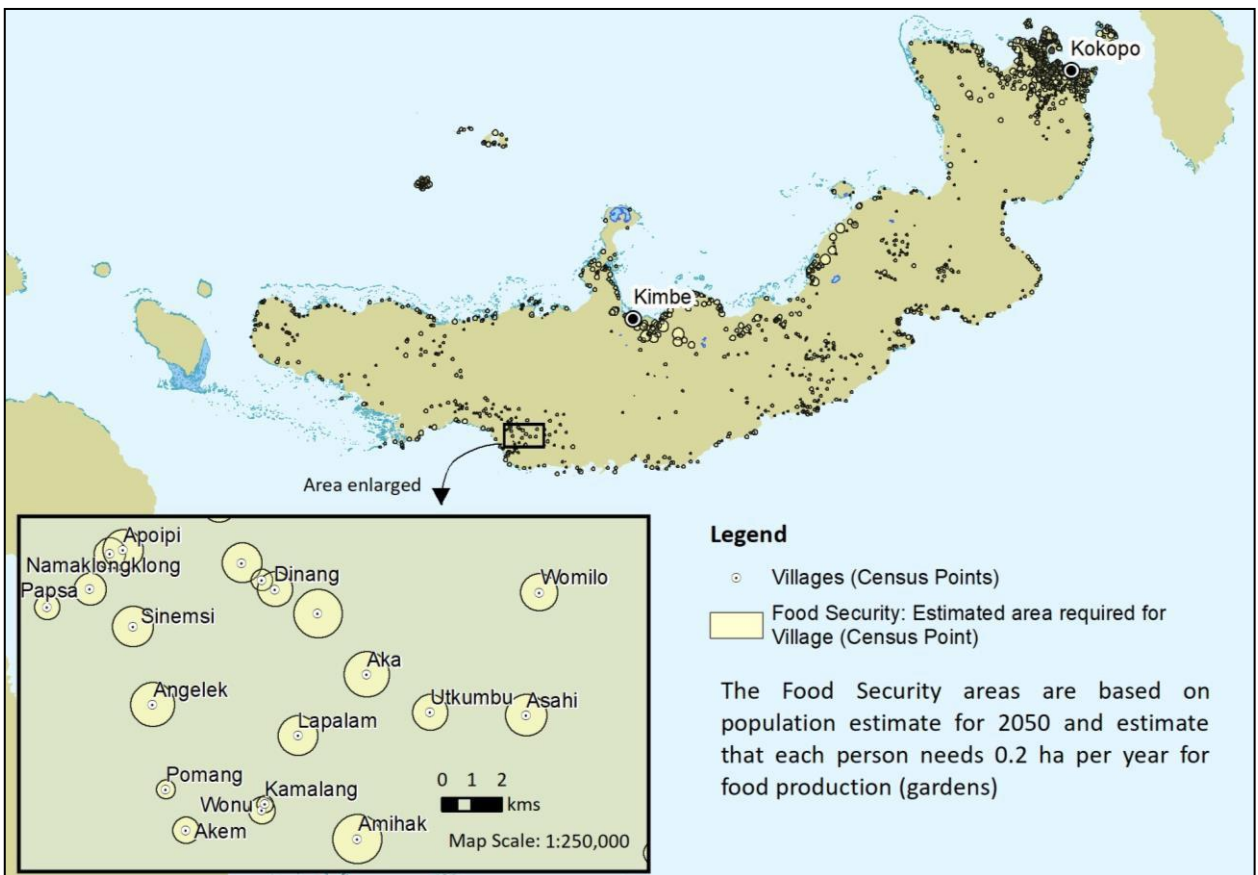 Kokopo
Kimbe
Area enlarged
Apoipi
Namaklongklong
Dinang
Papsa
Womilo
Sinemsi
Aka
Angelek
Utkumbu
Asahi
Lapalam
Pomang
Kamalang
Wonu
Akem
Amihak
0 1 2
kms
Map Scale: 1:250,000
Legend
Villages (Census Points)
Food Security: Estimated area required for
Village (Census Point)
The Food Security areas are based on
population estimate for 2050 and estimate
that each person needs 0.2 ha per year for
food production (gardens)